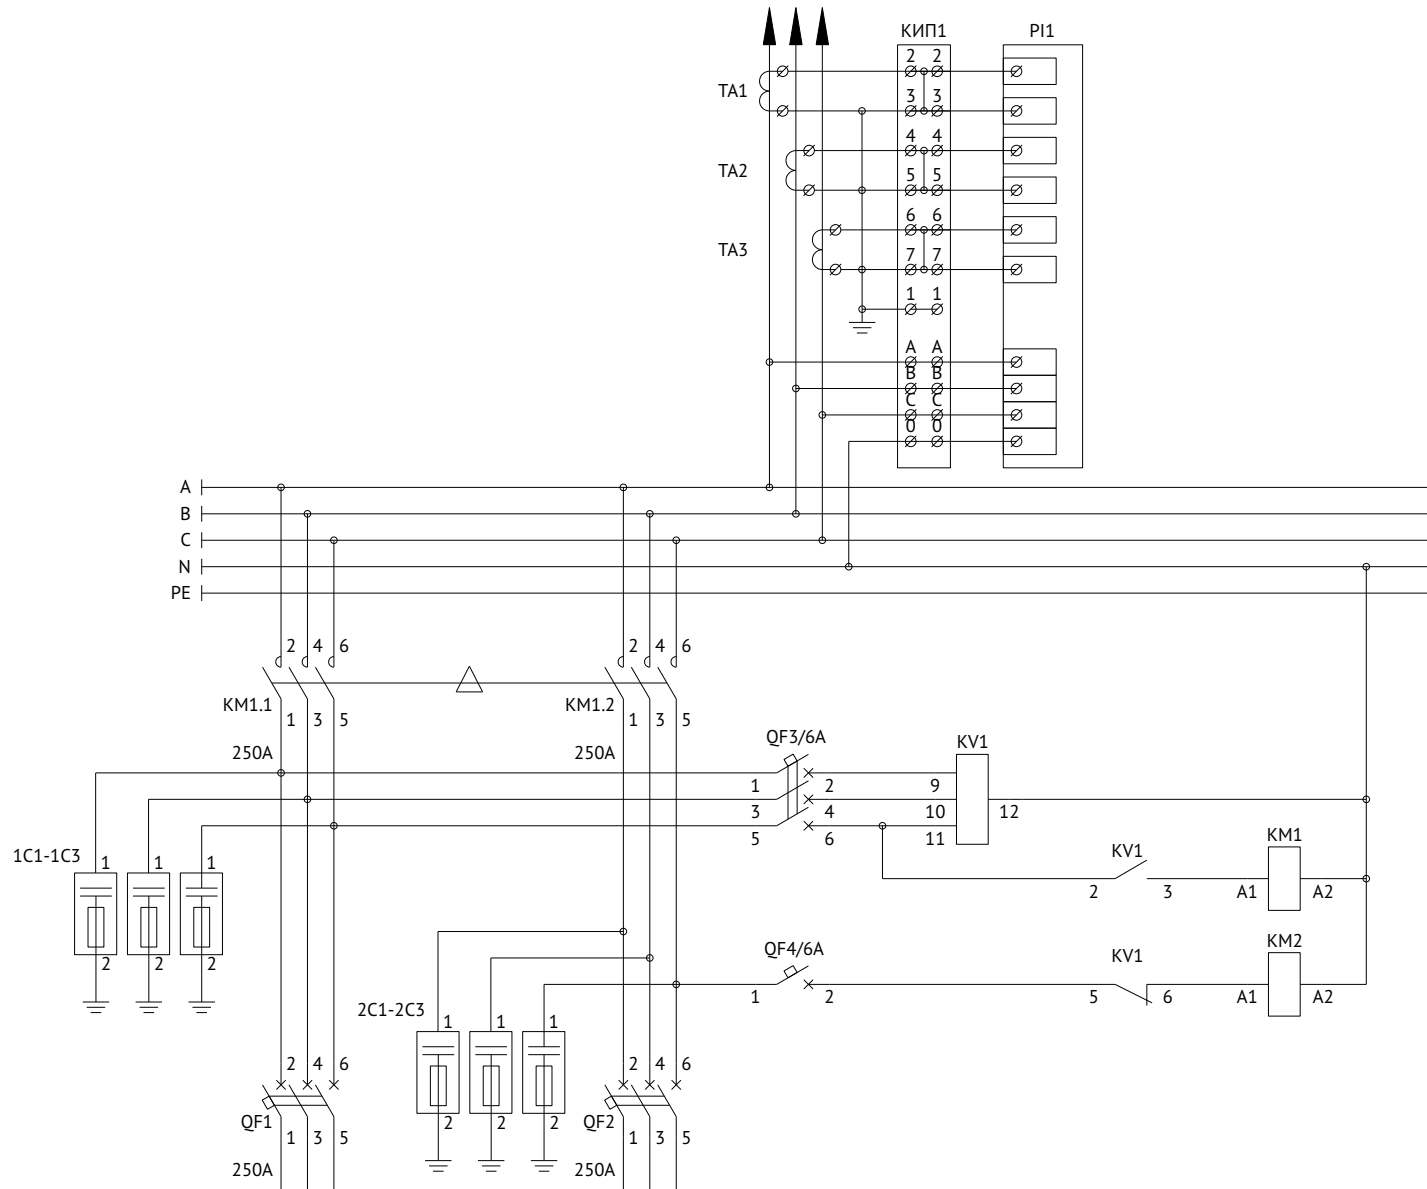 КИП1 PI1
2 2
TA1
3 3
4 4
TA2
5 5
6 6
TA3
7 7
1 1
A A
B B
C C
0 0
A
B
C
N
PE
2 4 6 2 4 6
KM1.1 KM1.2
1 3 5 1 3 5
QF3/6A KV1
250A 250A
1 2 9
3 4 10 12
5 6 11
KM1
1C1-1C3 1 1 1 KV1
2 3 A1 A2
KM2
QF4/6A KV1
2 2 2
1 2 5 6 A1 A2
2C1-2C3 1 1 1
2 4 6 2 4 6
QF1 2 2 2 QF2
1 3 5 1 3 5
250A 250A